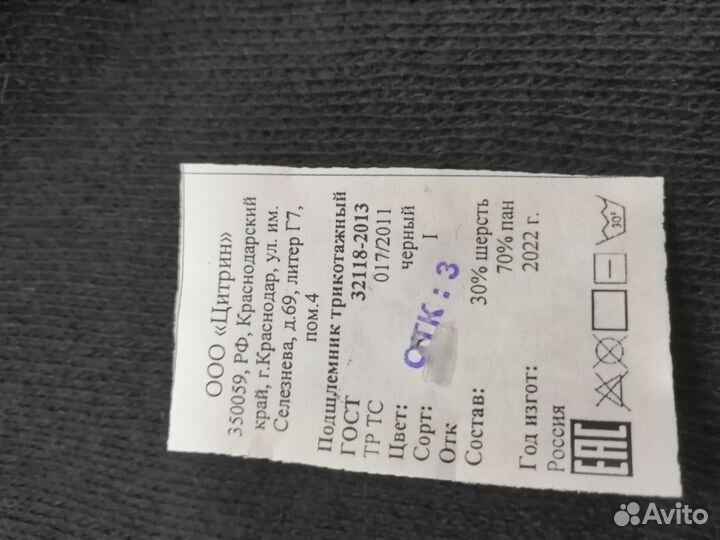 ООО «Цитрин»
350059, РФ, Краснодарский
край, г.Краснодар, ул. им.
Селезнева, д.69, литер Г7,
пом.4
Подшлемник трикотажный
ГОСТ 32118-2013
ТР ТС 017/2011
Цвет: черный
Сорт: I
Отк ОТК: 3
Состав: 30% шерсть
70% пан
Год изгот: 2022 г.
Россия
30°
EAC
Avito